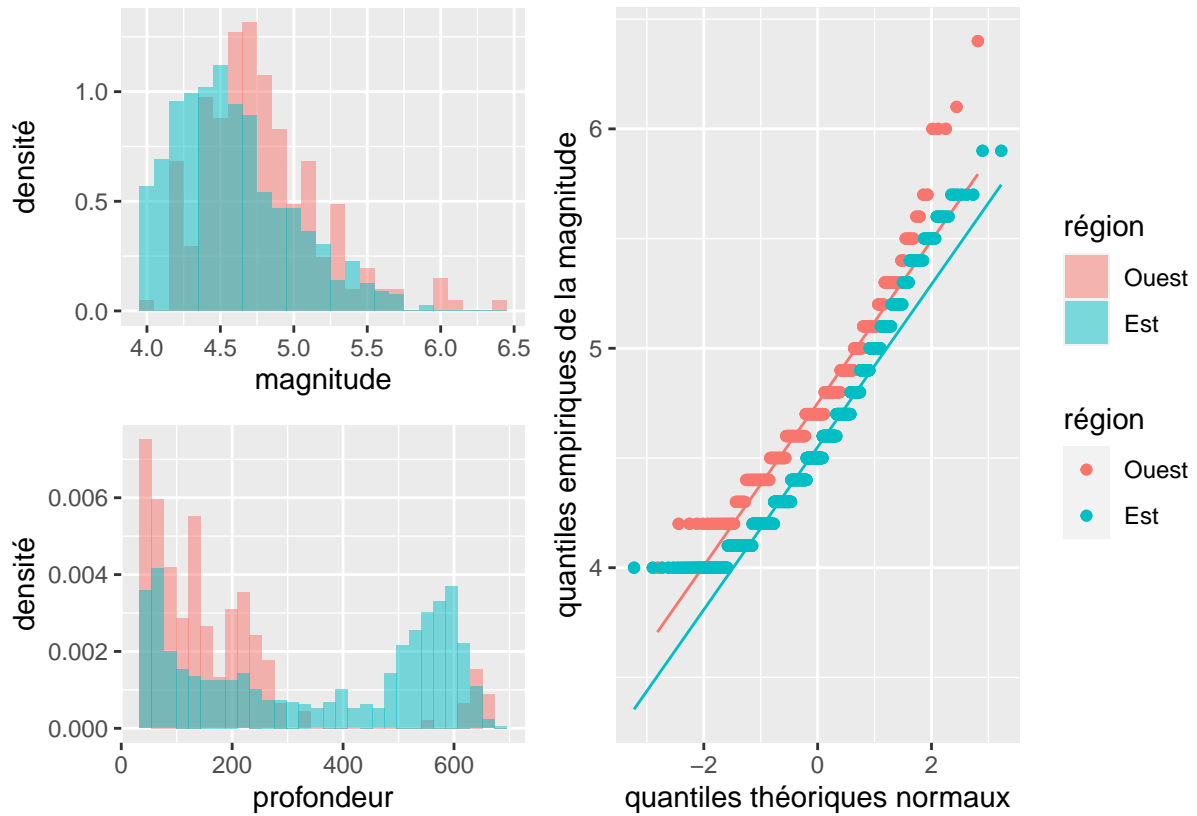 1.0
0.5
0.0
densité
4.0 4.5 5.0 5.5 6.0 6.5
magnitude
0.006
0.004
0.002
0.000
densité
0 200 400 600
profondeur
6
5
4
quantiles empiriques de la magnitude
−2 0 2
quantiles théoriques normaux
région
Ouest
Est
région
Ouest
Est